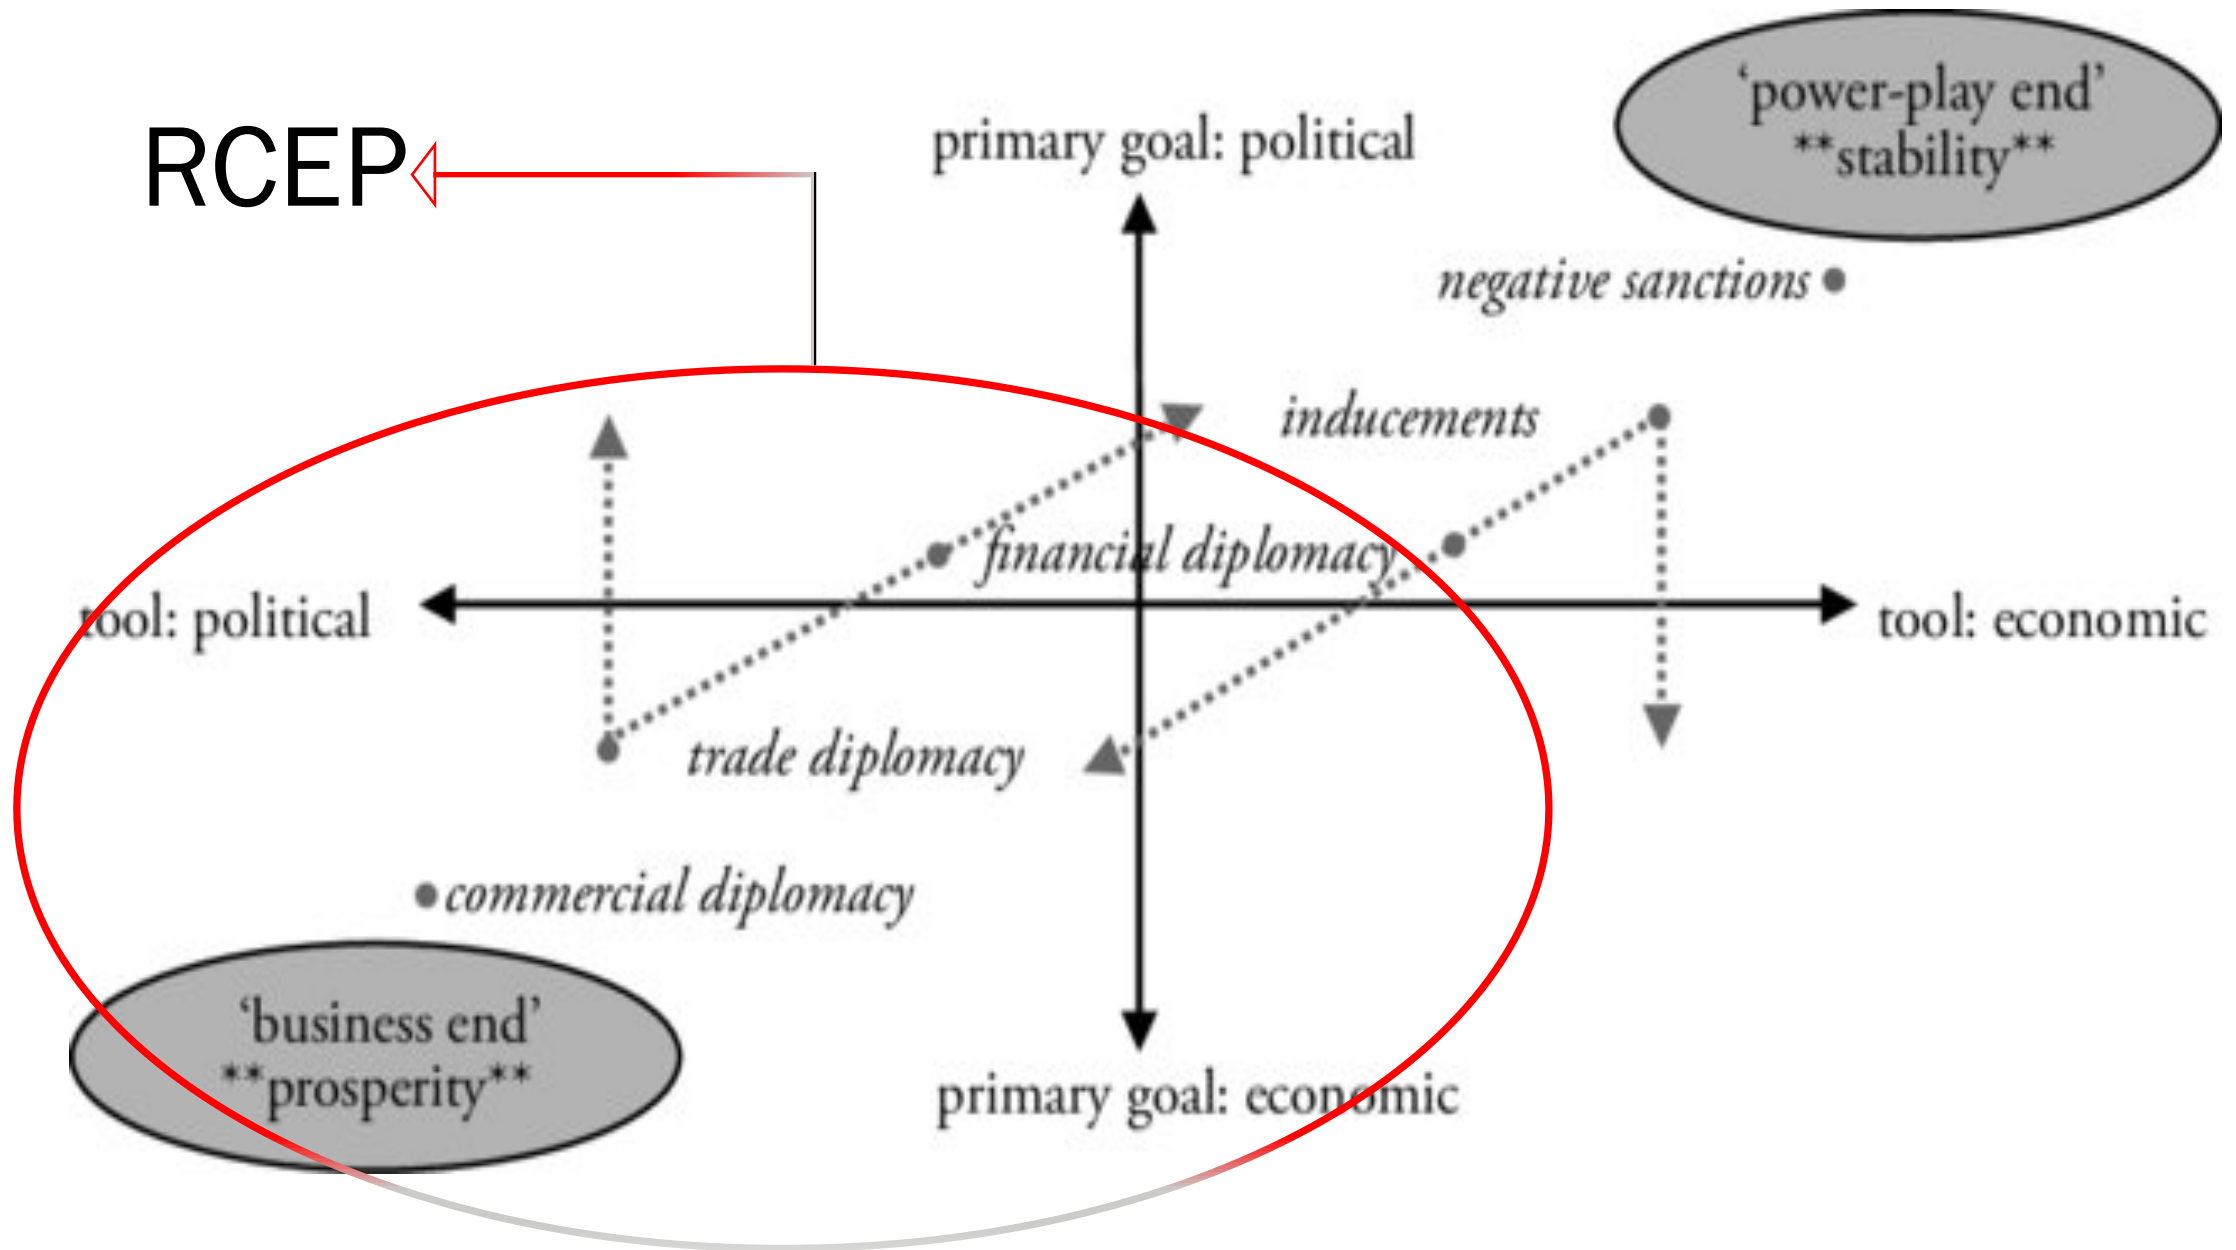 RCEP
‘power-play end’
**stability**
primary goal: political
negative sanctions
inducements
financial diplomacy
tool: political
tool: economic
trade diplomacy
commercial diplomacy
‘business end’
**prosperity**
primary goal: economic